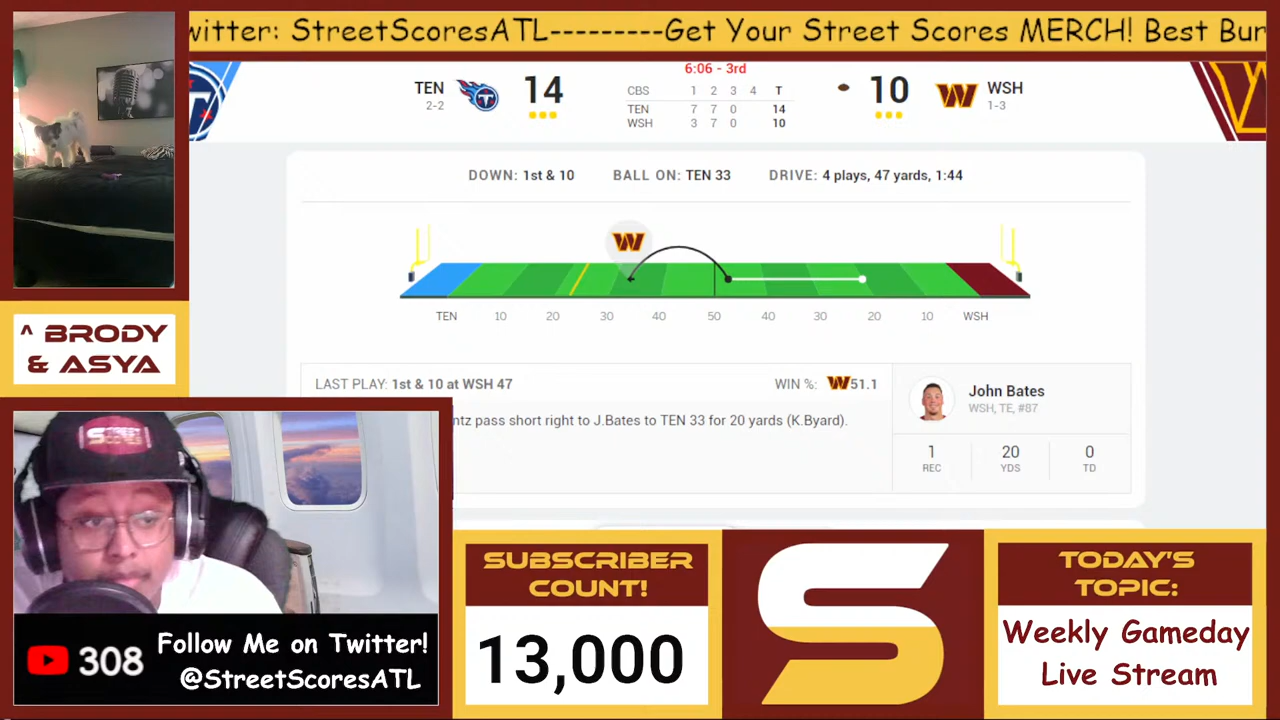 witter: StreetScoresATL---------Get Your Street Scores MERCH! Best Bur
TEN
2-2
14
6:06 - 3rd
CBS 1 2 3 4 T
TEN 7 7 0 14
WSH 3 7 0 10
10
WSH
1-3
DOWN: 1st & 10 BALL ON: TEN 33 DRIVE: 4 plays, 47 yards, 1:44
W
TEN 10 20 30 40 50 40 30 20 10 WSH
LAST PLAY: 1st & 10 at WSH 47 WIN %: W 51.1
ntz pass short right to J.Bates to TEN 33 for 20 yards (K.Byard).
John Bates
WSH, TE, #87
1 20 0
REC YDS TD
^ BRODY
& ASYA
308
Follow Me on Twitter!
@StreetScoresATL
SUBSCRIBER
COUNT!
13,000
S
TODAY'S
TOPIC:
Weekly Gameday
Live Stream